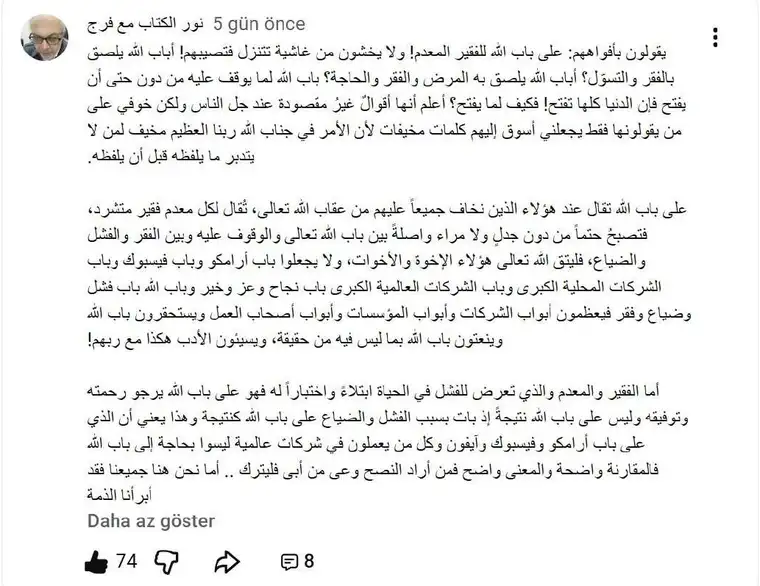 نور الكتاب مع فرج 5 gün önce
يقولون بأفواههم: على باب الله للفقير المعدم! ولا يخشون من غاشية تتنزل فتصيبهم! أباب الله يلصق
بالفقر والتسوّل؟ أباب الله يلصق به المرض والفقر والحاجة؟ باب الله لما يوقف عليه من دون حتى أن
يفتح فإن الدنيا كلها تفتح! فكيف لما يفتح؟ أعلم أنها أقوالٌ غيرُ مقصودة عند جل الناس ولكن خوفي على
من يقولونها فقط يجعلني أسوق إليهم كلمات مخيفات لأن الأمر في جناب الله ربنا العظيم مخيف لمن لا
يتدبر ما يلفظه قبل أن يلفظه.
على باب الله تقال عند هؤلاء الذين نخاف جميعاً عليهم من عقاب الله تعالى، تُقال لكل معدم فقير متشرد،
فتصبحُ حتماً من دون جدلٍ ولا مراء واصلةً بين باب الله تعالى والوقوف عليه وبين الفقر والفشل
والضياع، فليتق الله تعالى هؤلاء الإخوة والأخوات، ولا يجعلوا باب أرامكو وباب فيسبوك وباب
الشركات المحلية الكبرى وباب الشركات العالمية الكبرى باب نجاح وعز وخير وباب الله باب فشل
وضياع وفقر فيعظمون أبواب الشركات وأبواب المؤسسات وأبواب أصحاب العمل ويستحقرون باب الله
وينعتون باب الله بما ليس فيه من حقيقة، ويسيئون الأدب هكذا مع ربهم!
أما الفقير والمعدم والذي تعرض للفشل في الحياة ابتلاءً واختباراً له فهو على باب الله يرجو رحمته
وتوفيقه وليس على باب الله نتيجةً إذ بات بسبب الفشل والضياع على باب الله كنتيجة وهذا يعني أن الذي
على باب أرامكو وفيسبوك وآيفون وكل من يعملون في شركات عالمية ليسوا بحاجة إلى باب الله
فالمقارنة واضحة والمعنى واضح فمن أراد النصح وعى من أبى فليترك .. أما نحن هنا جميعنا فقد
أبرأنا الذمة
Daha az göster
74 8